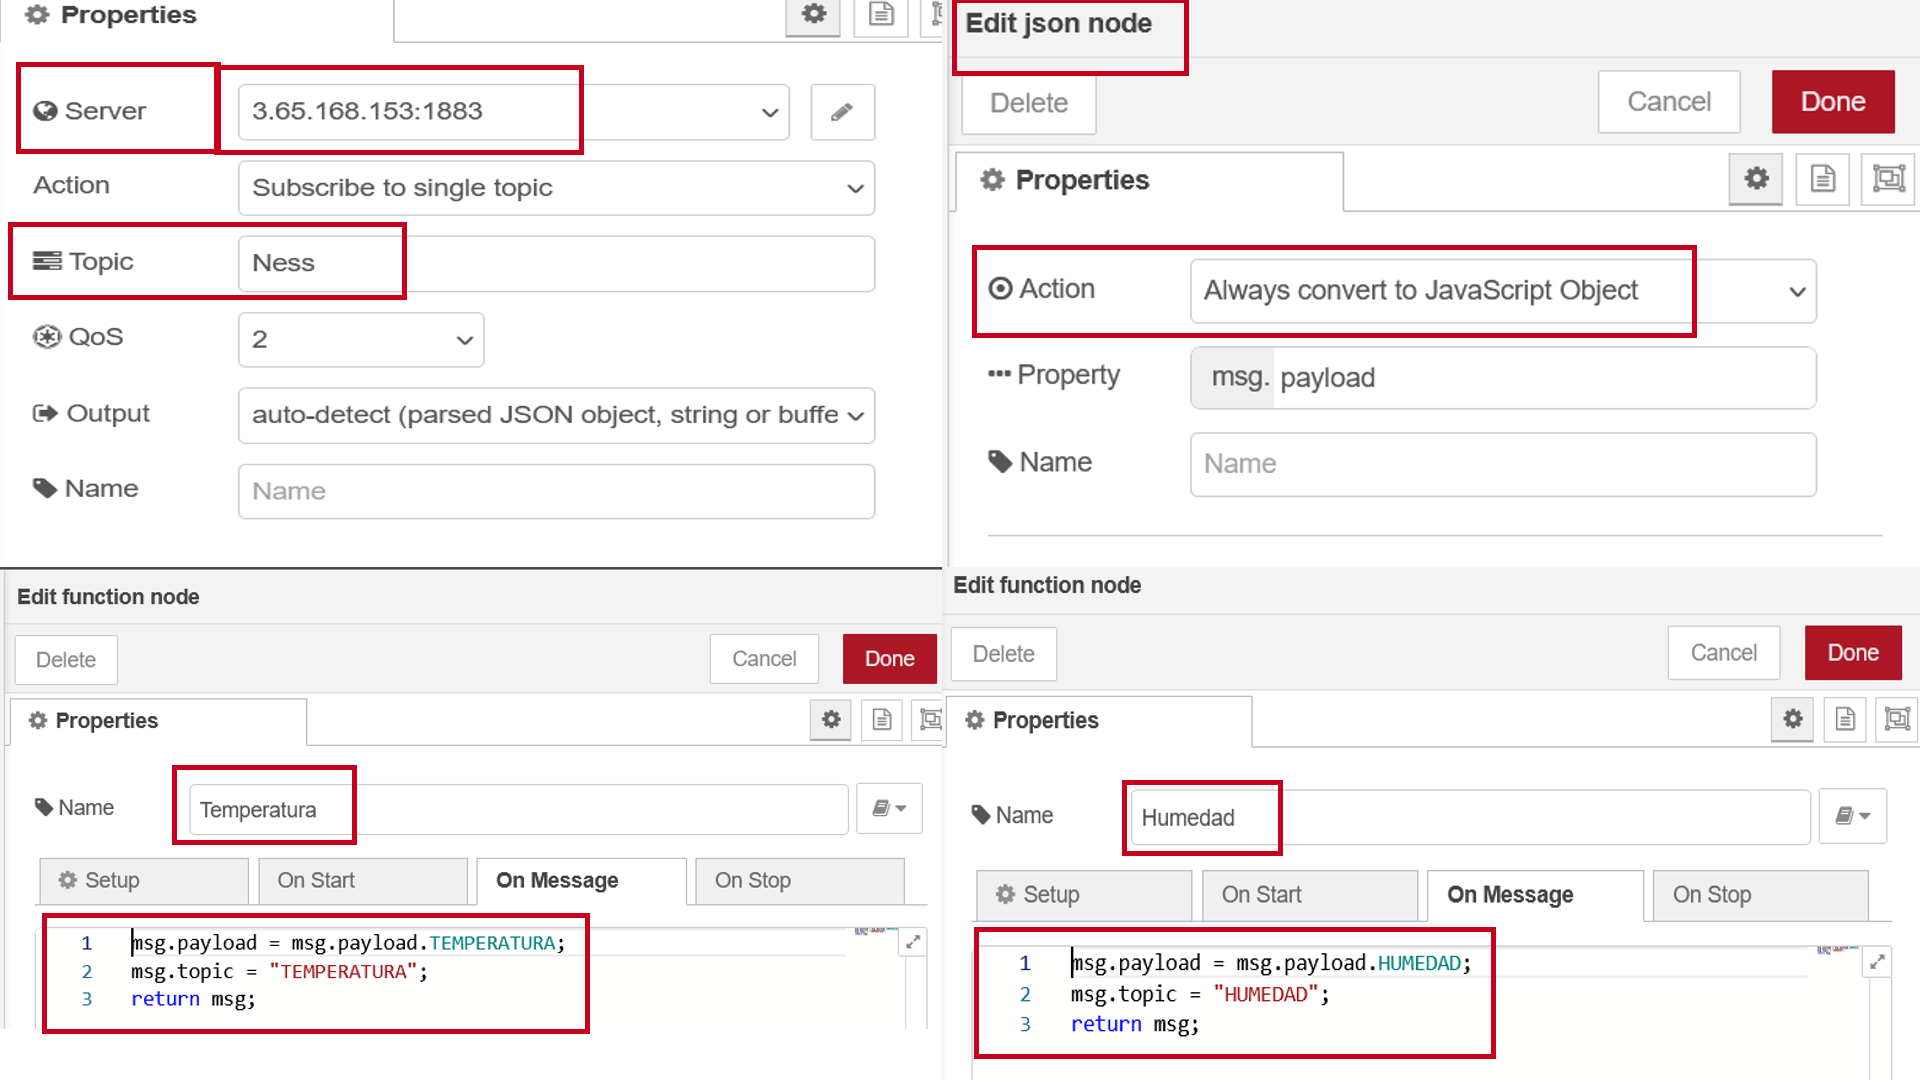 Properties
Server 3.65.168.153:1883
Action Subscribe to single topic
Topic Ness
QoS 2
Output auto-detect (parsed JSON object, string or buffe
Name Name
Edit json node
Delete Cancel Done
Properties
Action Always convert to JavaScript Object
Property msg. payload
Name Name
Edit function node
Delete Cancel Done
Properties
Name Temperatura
Setup On Start On Message On Stop
1 msg.payload = msg.payload.TEMPERATURA;
2 msg.topic = "TEMPERATURA";
3 return msg;
Edit function node
Delete Cancel Done
Properties
Name Humedad
Setup On Start On Message On Stop
1 msg.payload = msg.payload.HUMEDAD;
2 msg.topic = "HUMEDAD";
3 return msg;